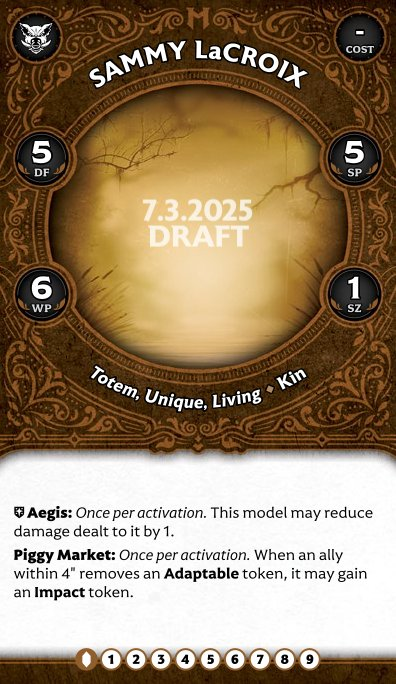 -
COST
SAMMY LaCROIX
5
DF
5
SP
7.3.2025
DRAFT
6
WP
1
SZ
Totem, Unique, Living ◆ Kin
Aegis: Once per activation. This model may reduce
damage dealt to it by 1.
Piggy Market: Once per activation. When an ally
within 4" removes an Adaptable token, it may gain
an Impact token.
1 2 3 4 5 6 7 8 9